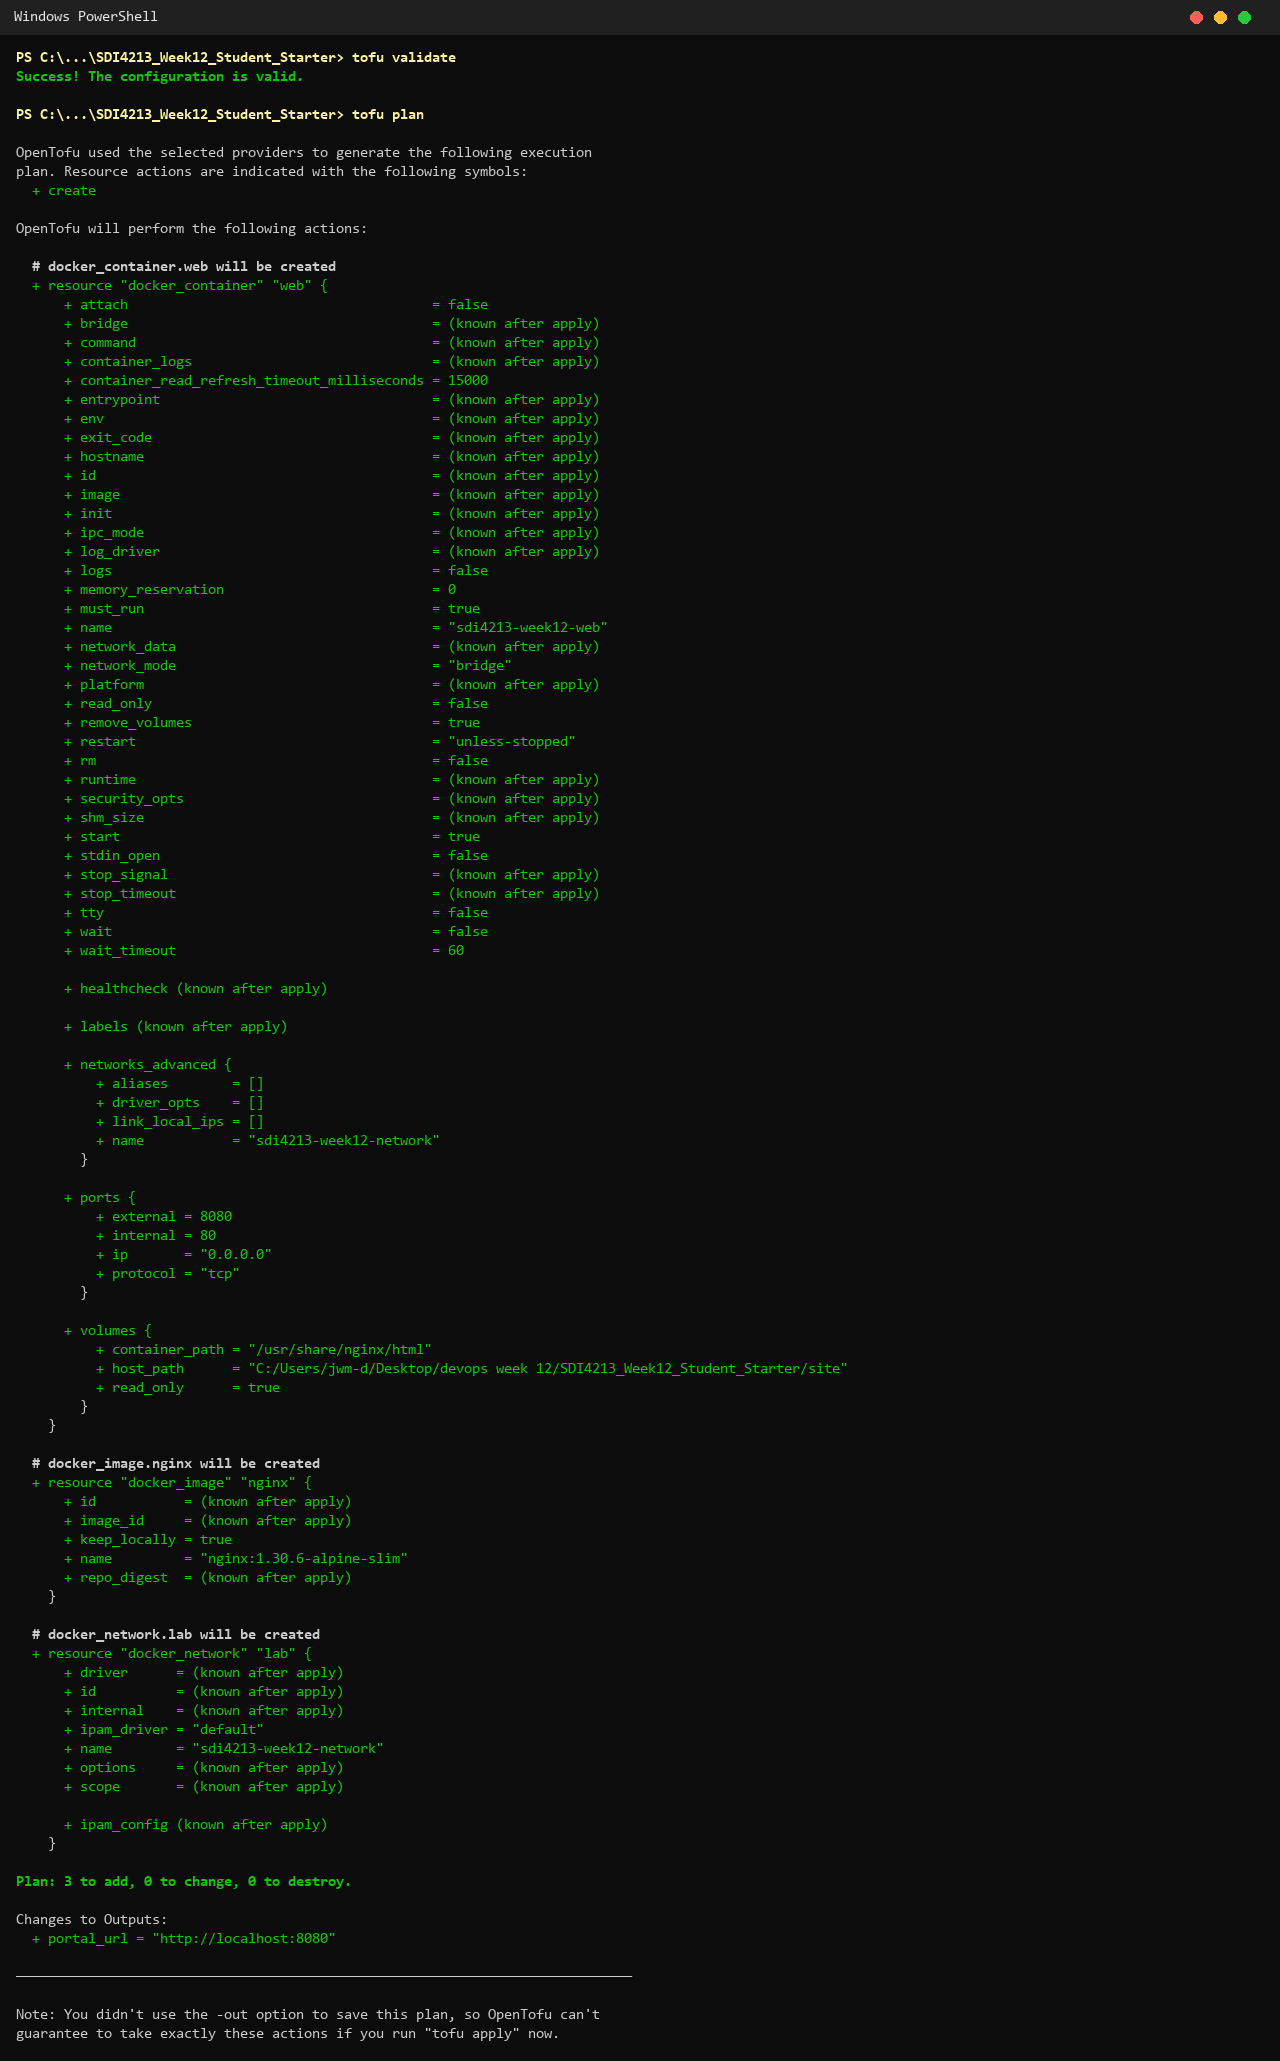 Windows PowerShell
PS C:\...\SDI4213_Week12_Student_Starter> tofu validate
Success! The configuration is valid.
PS C:\...\SDI4213_Week12_Student_Starter> tofu plan
OpenTofu used the selected providers to generate the following execution
plan. Resource actions are indicated with the following symbols:
  + create
OpenTofu will perform the following actions:
  # docker_container.web will be created
  + resource "docker_container" "web" {
      + attach                                      = false
      + bridge                                      = (known after apply)
      + command                                     = (known after apply)
      + container_logs                              = (known after apply)
      + container_read_refresh_timeout_milliseconds = 15000
      + entrypoint                                  = (known after apply)
      + env                                         = (known after apply)
      + exit_code                                   = (known after apply)
      + hostname                                    = (known after apply)
      + id                                          = (known after apply)
      + image                                       = (known after apply)
      + init                                        = (known after apply)
      + ipc_mode                                    = (known after apply)
      + log_driver                                  = (known after apply)
      + logs                                        = false
      + memory_reservation                          = 0
      + must_run                                    = true
      + name                                        = "sdi4213-week12-web"
      + network_data                                = (known after apply)
      + network_mode                                = "bridge"
      + platform                                    = (known after apply)
      + read_only                                   = false
      + remove_volumes                              = true
      + restart                                     = "unless-stopped"
      + rm                                          = false
      + runtime                                     = (known after apply)
      + security_opts                               = (known after apply)
      + shm_size                                    = (known after apply)
      + start                                       = true
      + stdin_open                                  = false
      + stop_signal                                 = (known after apply)
      + stop_timeout                                = (known after apply)
      + tty                                         = false
      + wait                                        = false
      + wait_timeout                                = 60
      + healthcheck (known after apply)
      + labels (known after apply)
      + networks_advanced {
          + aliases        = []
          + driver_opts    = []
          + link_local_ips = []
          + name           = "sdi4213-week12-network"
        }
      + ports {
          + external = 8080
          + internal = 80
          + ip       = "0.0.0.0"
          + protocol = "tcp"
        }
      + volumes {
          + container_path = "/usr/share/nginx/html"
          + host_path      = "C:/Users/jwm-d/Desktop/devops week 12/SDI4213_Week12_Student_Starter/site"
          + read_only      = true
        }
    }
  # docker_image.nginx will be created
  + resource "docker_image" "nginx" {
      + id           = (known after apply)
      + image_id     = (known after apply)
      + keep_locally = true
      + name         = "nginx:1.30.6-alpine-slim"
      + repo_digest  = (known after apply)
    }
  # docker_network.lab will be created
  + resource "docker_network" "lab" {
      + driver      = (known after apply)
      + id          = (known after apply)
      + internal    = (known after apply)
      + ipam_driver = "default"
      + name        = "sdi4213-week12-network"
      + options     = (known after apply)
      + scope       = (known after apply)
      + ipam_config (known after apply)
    }
Plan: 3 to add, 0 to change, 0 to destroy.
Changes to Outputs:
  + portal_url = "http://localhost:8080"
Note: You didn't use the -out option to save this plan, so OpenTofu can't
guarantee to take exactly these actions if you run "tofu apply" now.